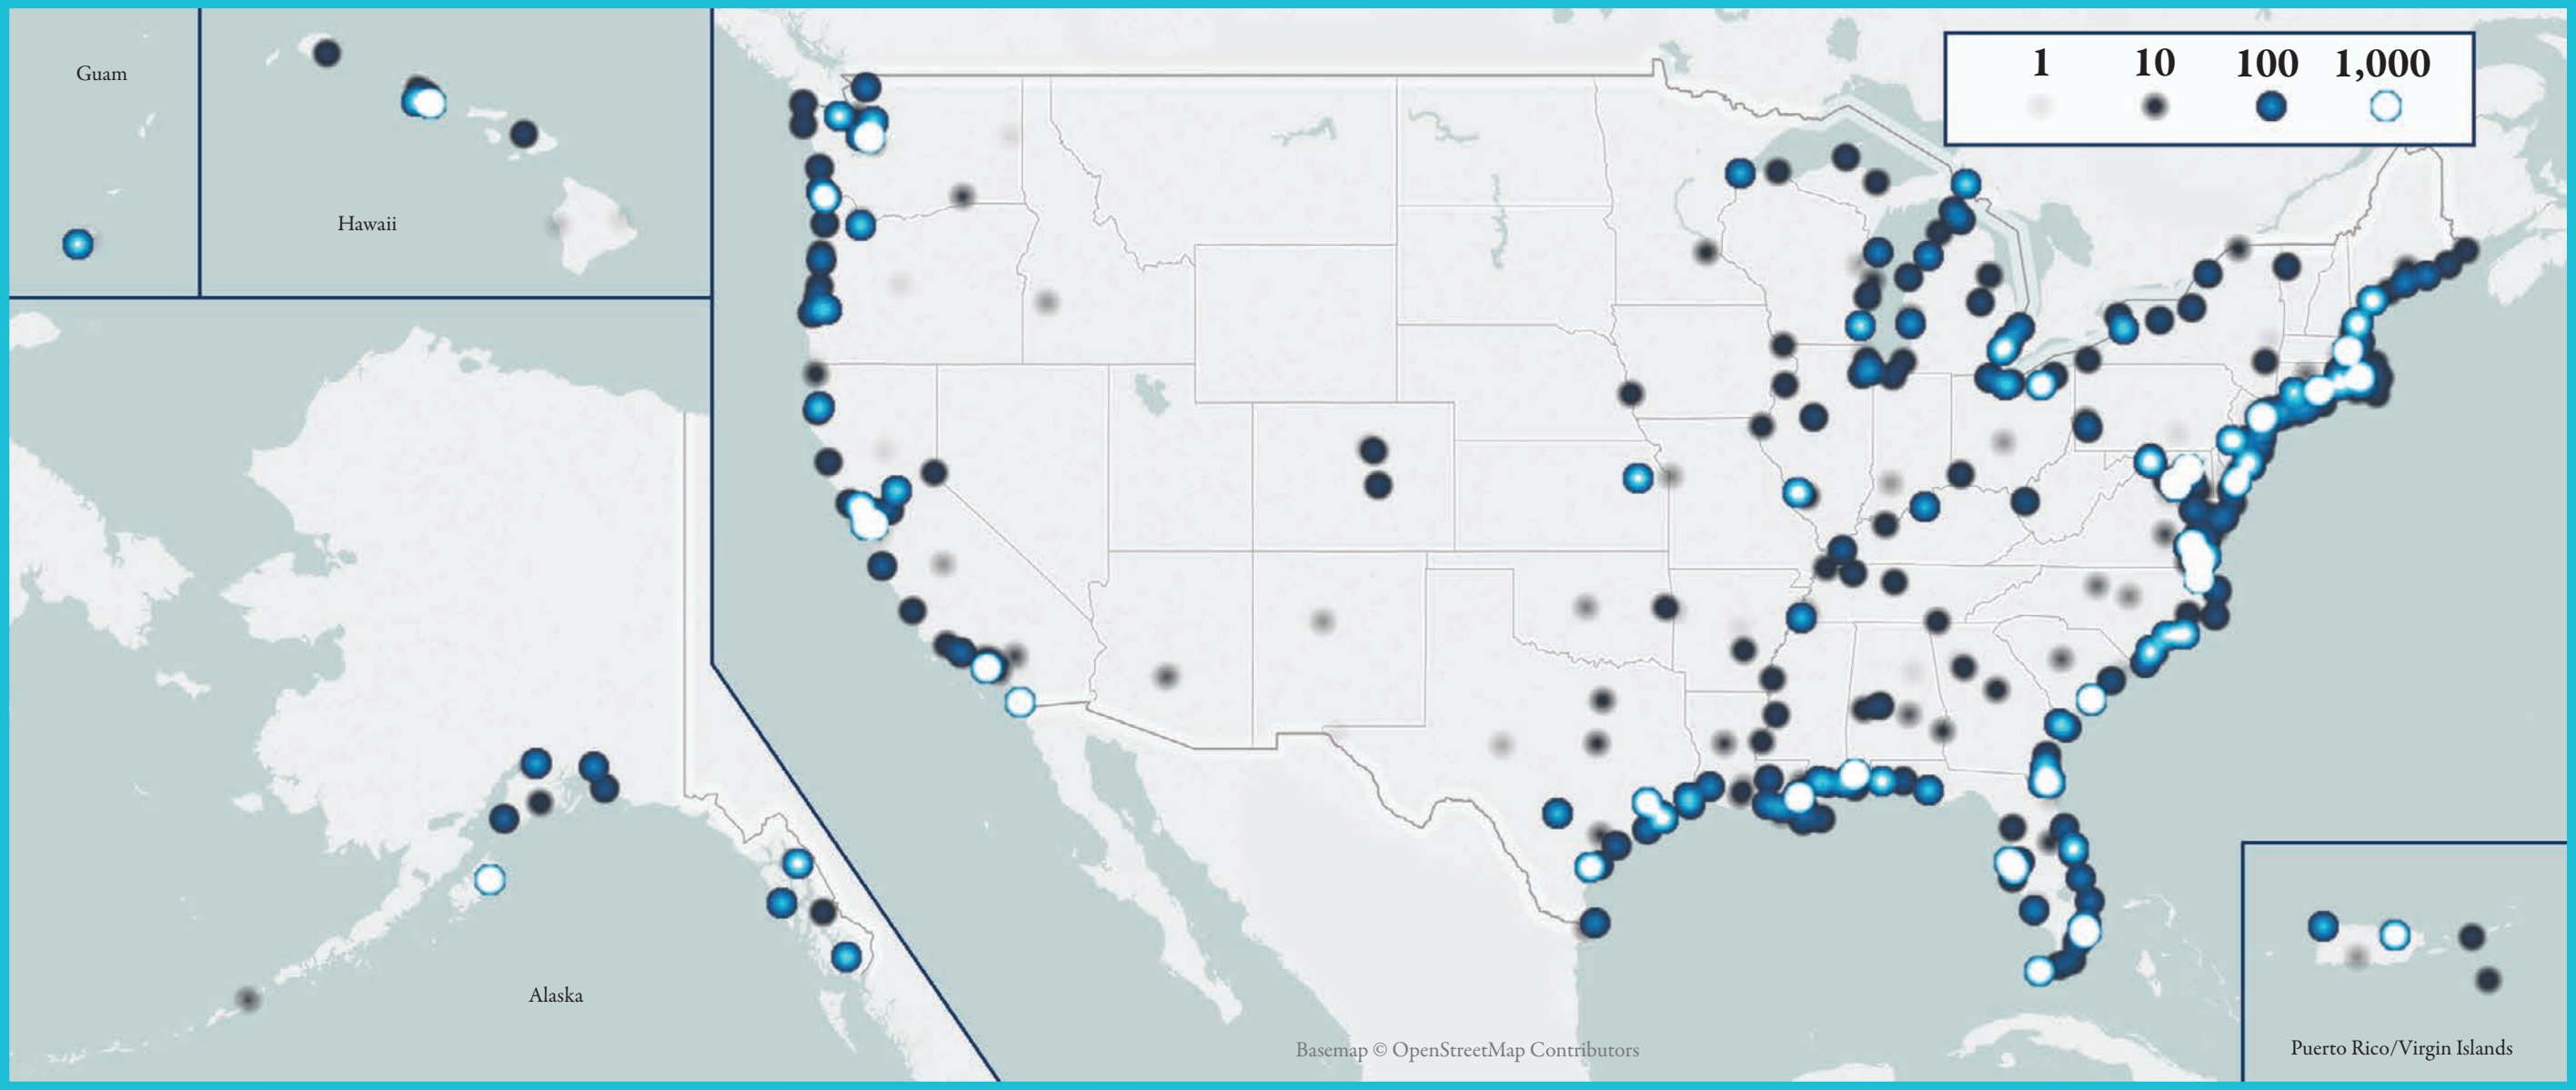 Guam
Hawaii
1 10 100 1,000
Alaska
Basemap © OpenStreetMap Contributors
Puerto Rico/Virgin Islands